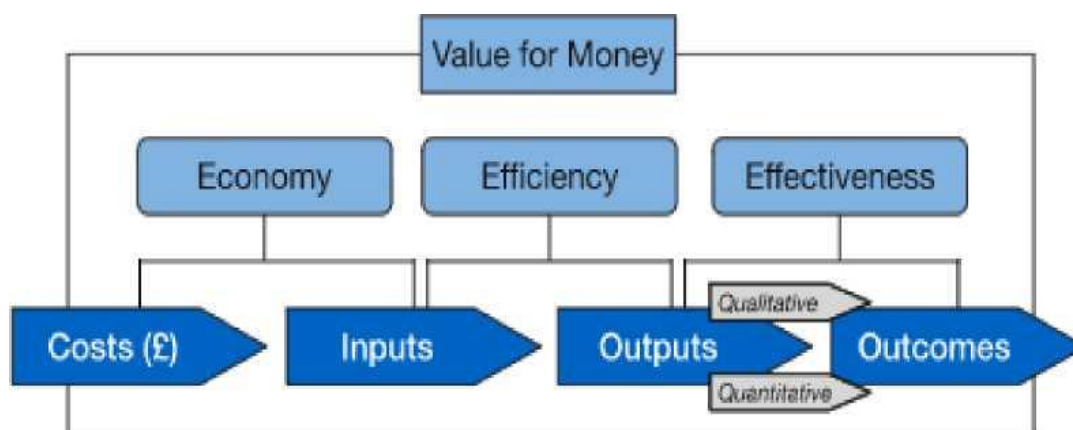 Value for Money
Economy
Efficiency
Effectiveness
Qualitative
Costs (£)
Inputs
Outputs
Outcomes
Quantitative